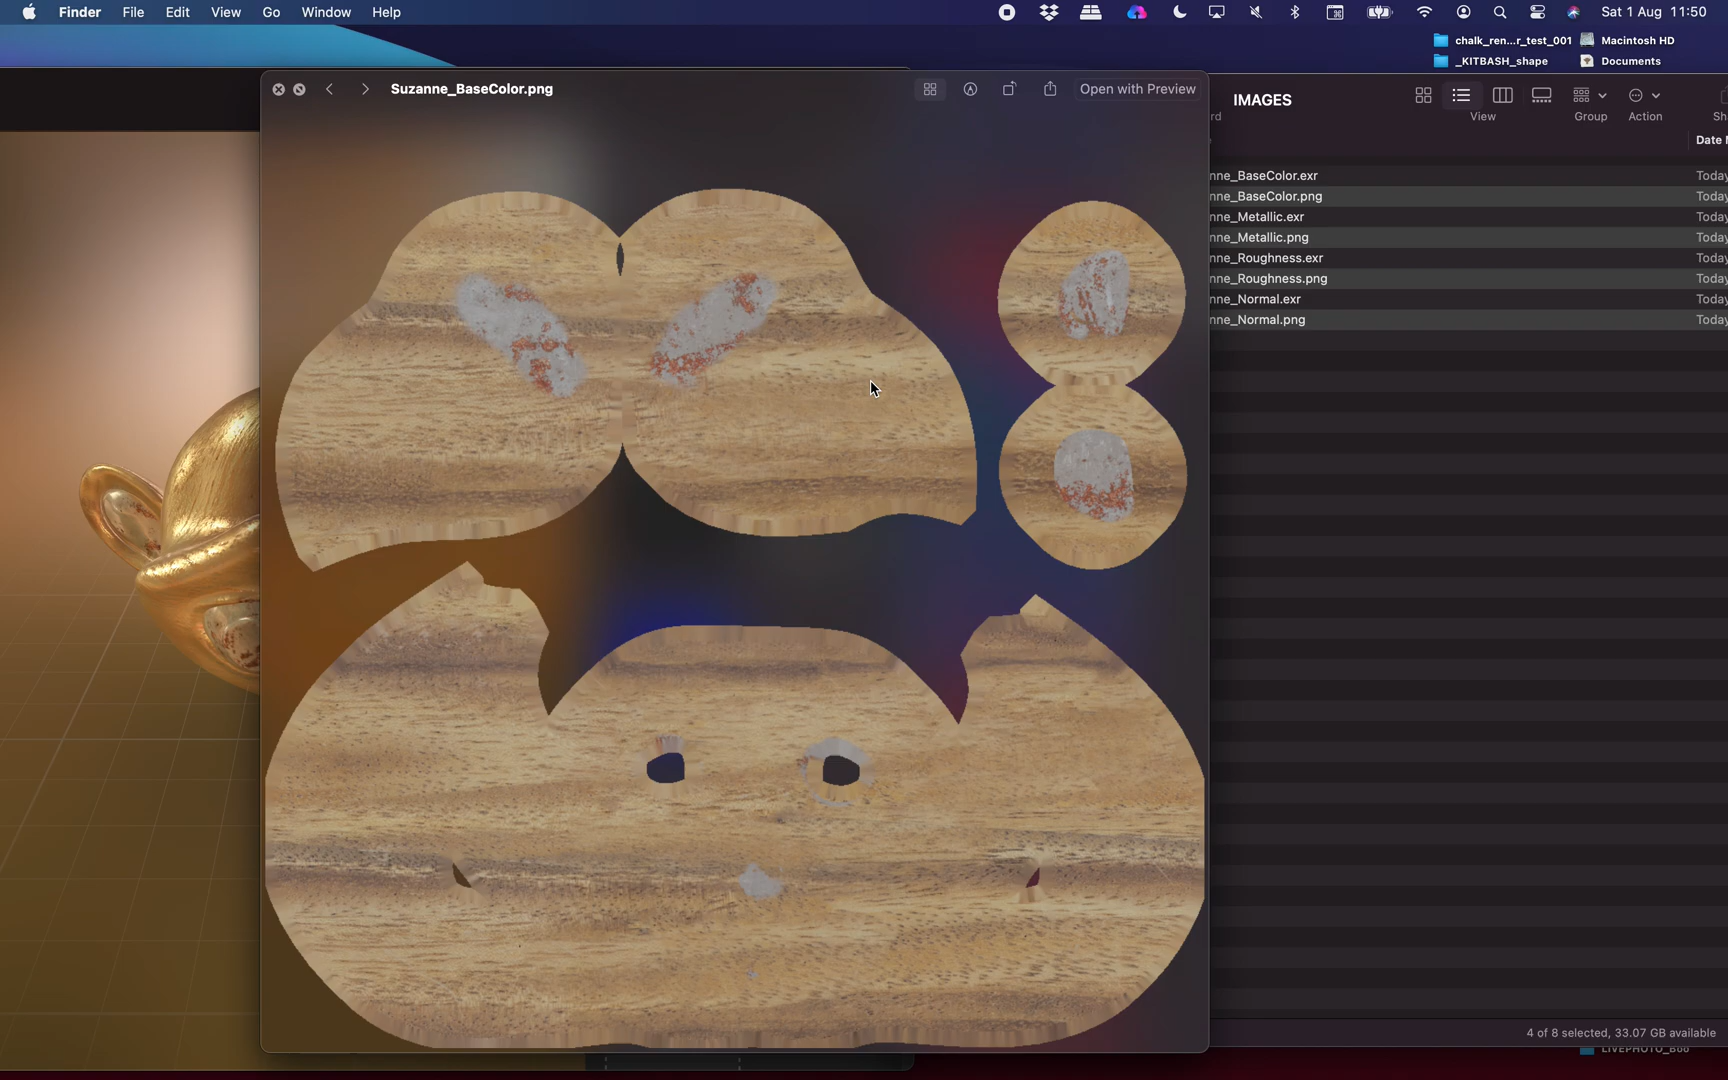 Finder File Edit View Go Window Help
Sat 1 Aug 11:50
chalk_ren...r_test_001 Macintosh HD
_KITBASH_shape Documents
Suzanne_BaseColor.png
Open with Preview
IMAGES
rd
View Group Action Sh
Date
nne_BaseColor.exr Today
nne_BaseColor.png Today
nne_Metallic.exr Today
nne_Metallic.png Today
nne_Roughness.exr Today
nne_Roughness.png Today
nne_Normal.exr Today
nne_Normal.png Today
4 of 8 selected, 33.07 GB available